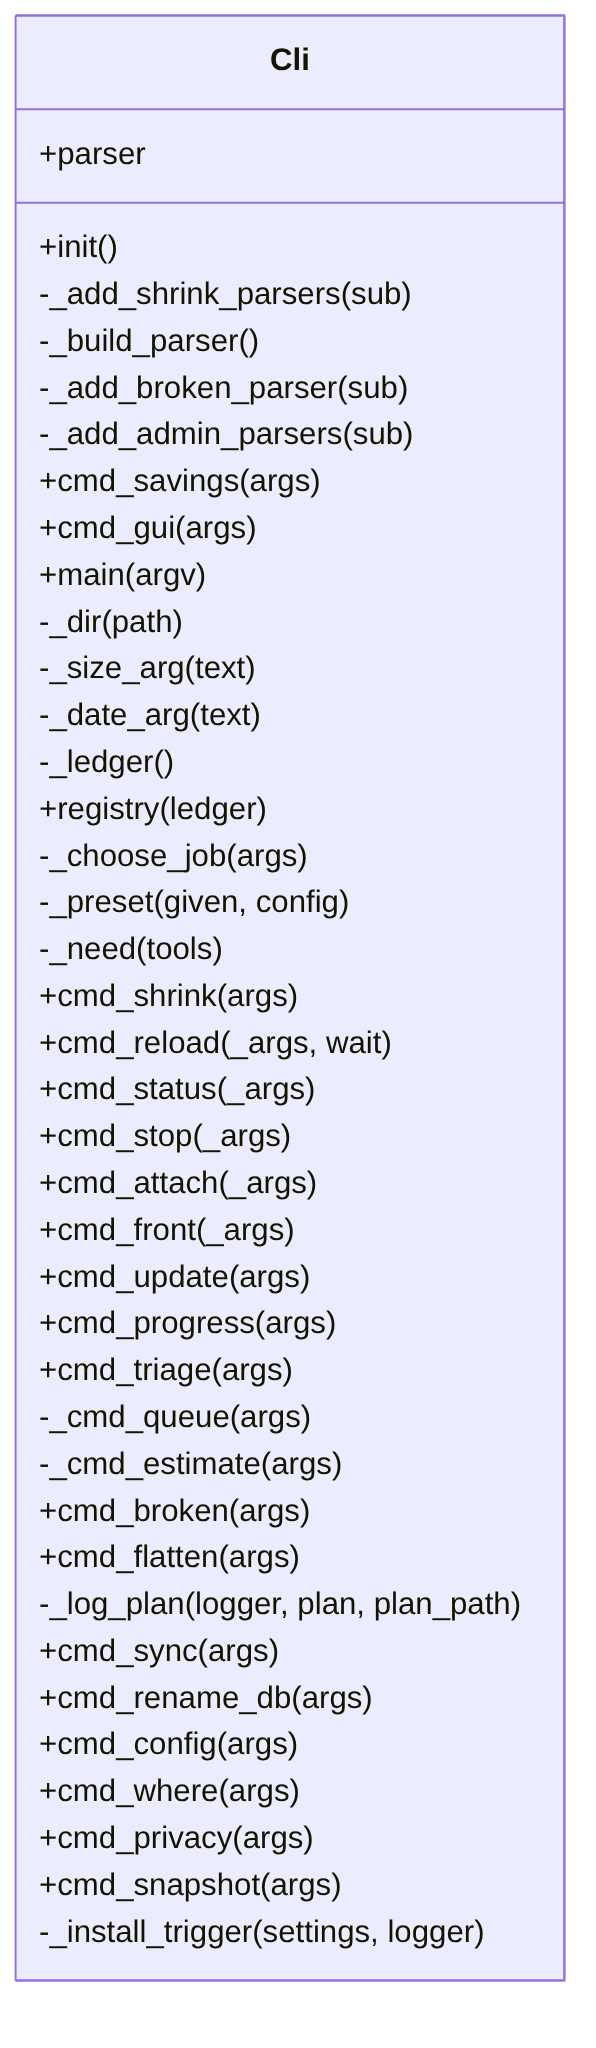 Cli
+parser
+init()
-_add_shrink_parsers(sub)
-_build_parser()
-_add_broken_parser(sub)
-_add_admin_parsers(sub)
+cmd_savings(args)
+cmd_gui(args)
+main(argv)
-_dir(path)
-_size_arg(text)
-_date_arg(text)
-_ledger()
+registry(ledger)
-_choose_job(args)
-_preset(given, config)
-_need(tools)
+cmd_shrink(args)
+cmd_reload(_args, wait)
+cmd_status(_args)
+cmd_stop(_args)
+cmd_attach(_args)
+cmd_front(_args)
+cmd_update(args)
+cmd_progress(args)
+cmd_triage(args)
-_cmd_queue(args)
-_cmd_estimate(args)
+cmd_broken(args)
+cmd_flatten(args)
-_log_plan(logger, plan, plan_path)
+cmd_sync(args)
+cmd_rename_db(args)
+cmd_config(args)
+cmd_where(args)
+cmd_privacy(args)
+cmd_snapshot(args)
-_install_trigger(settings, logger)